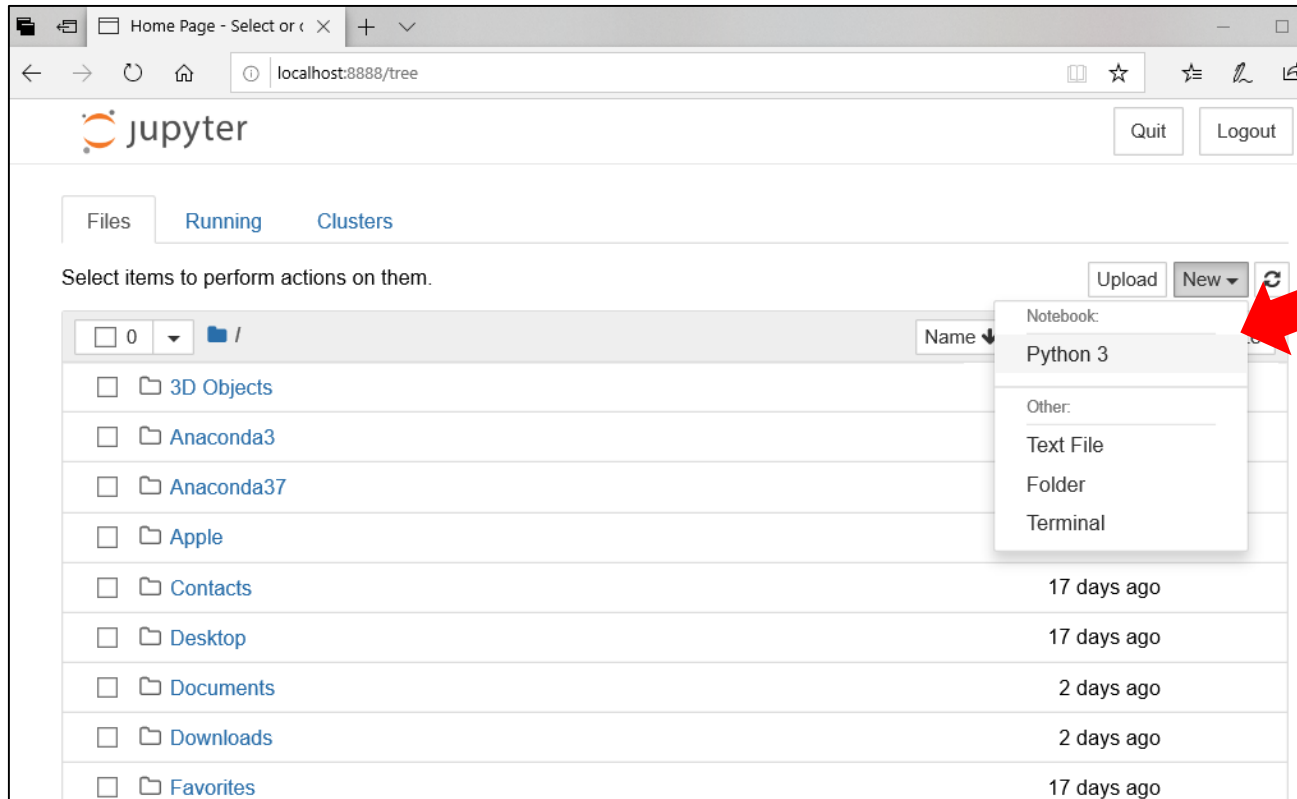 Home Page - Select or c
localhost:8888/tree
jupyter
Quit Logout
Files Running Clusters
Select items to perform actions on them.
Upload New
0 / Name
Notebook:
Python 3
Other:
Text File
Folder
Terminal
3D Objects
Anaconda3
Anaconda37
Apple
Contacts 17 days ago
Desktop 17 days ago
Documents 2 days ago
Downloads 2 days ago
Favorites 17 days ago